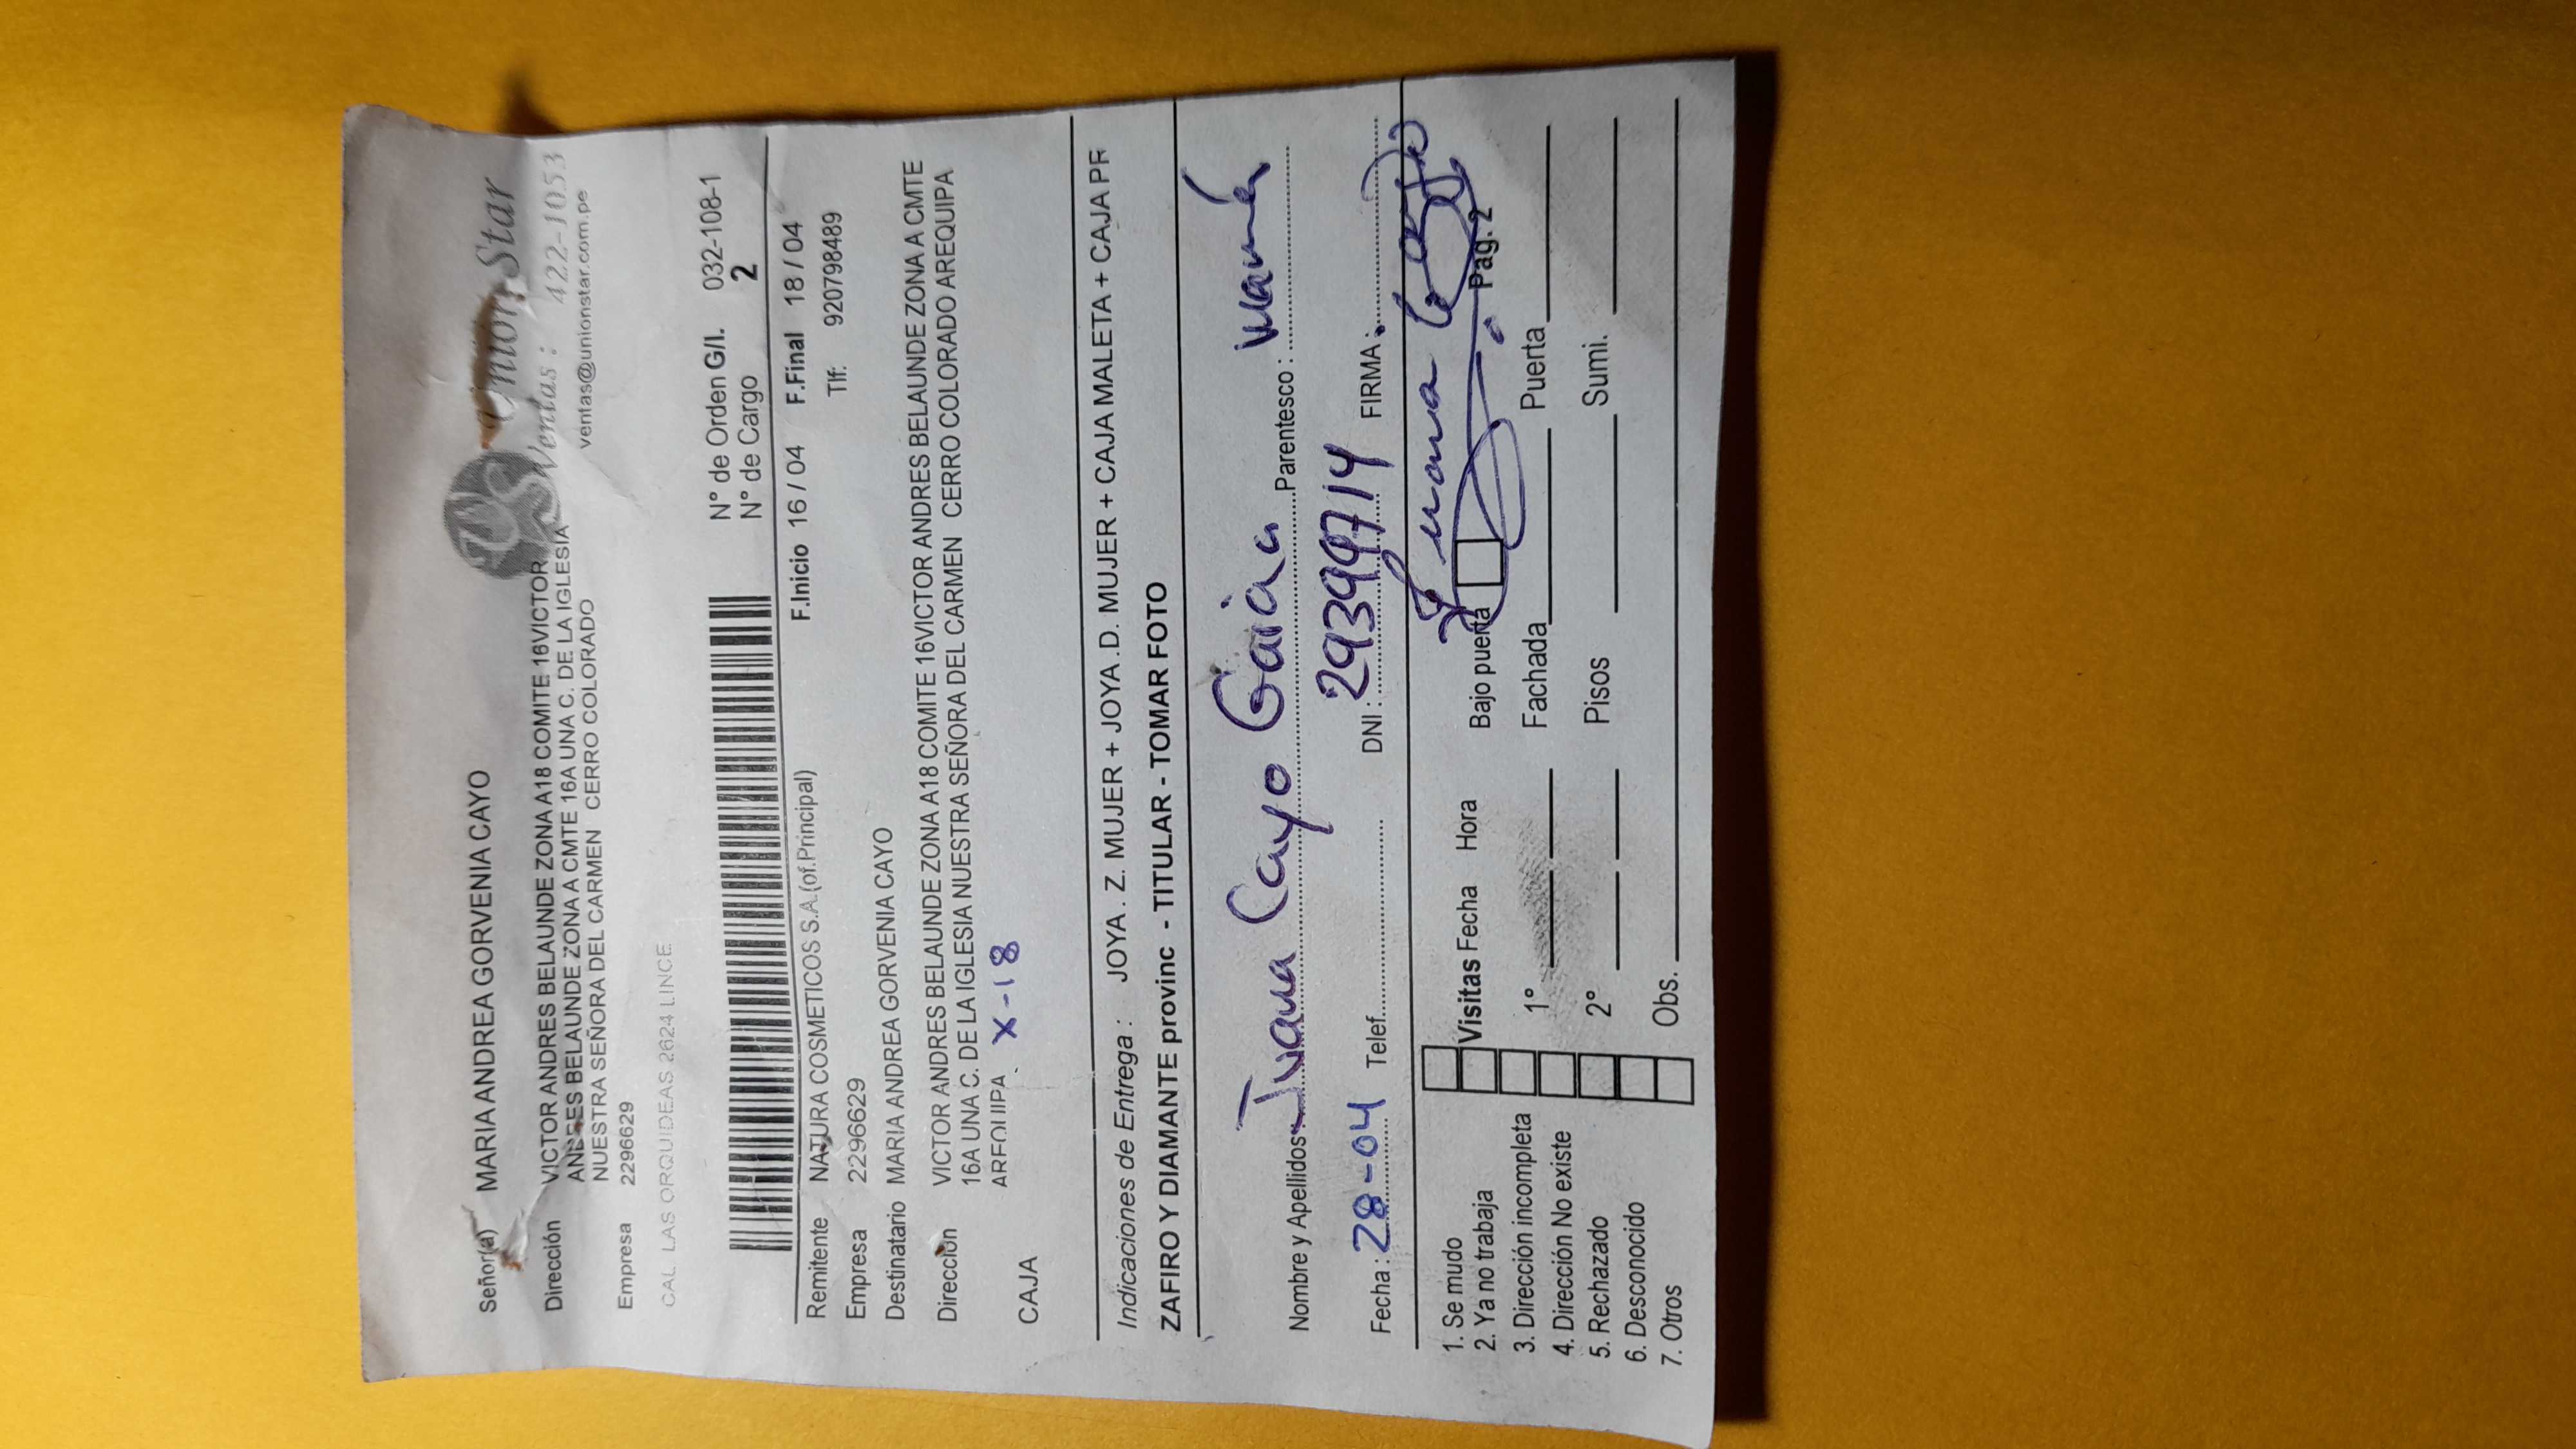 Señor(a) MARIA ANDREA GORVENIA CAYO
Union Star
Ventas : 422-1053
ventas@unionstar.com.pe
Dirección VICTOR ANDRES BELAUNDE ZONA A18 COMITE 16VICTOR
ANDRES BELAUNDE ZONA A CMTE 16A UNA C. DE LA IGLESIA
NUESTRA SEÑORA DEL CARMEN CERRO COLORADO
Empresa 2296629
CAL. LAS ORQUIDEAS 2624 LINCE
N° de Orden G/I. 032-108-1
N° de Cargo 2
F.Inicio 16 / 04 F.Final 18 / 04
Remitente NATURA COSMETICOS S.A.(of.Principal) Tlf: 920798489
Empresa 2296629
Destinatario MARIA ANDREA GORVENIA CAYO
Dirección VICTOR ANDRES BELAUNDE ZONA A18 COMITE 16VICTOR ANDRES BELAUNDE ZONA A CMTE
16A UNA C. DE LA IGLESIA NUESTRA SEÑORA DEL CARMEN CERRO COLORADO AREQUIPA
AREQUIPA X-18
CAJA
Indicaciones de Entrega : JOYA . Z. MUJER + JOYA .D. MUJER + CAJA MALETA + CAJA PR
ZAFIRO Y DIAMANTE provinc - TITULAR - TOMAR FOTO
Nombre y Apellidos: Juana Cayo Parentesco : mamá
Fecha : 28-04 Telef. DNI : 29399714 FIRMA :
1. Se mudo Bajo puerta Pag. 2
2. Ya no trabaja Visitas Fecha Hora
3. Dirección incompleta 1° Fachada Puerta
4. Dirección No existe
5. Rechazado 2° Pisos Sumi.
6. Desconocido
7. Otros Obs.